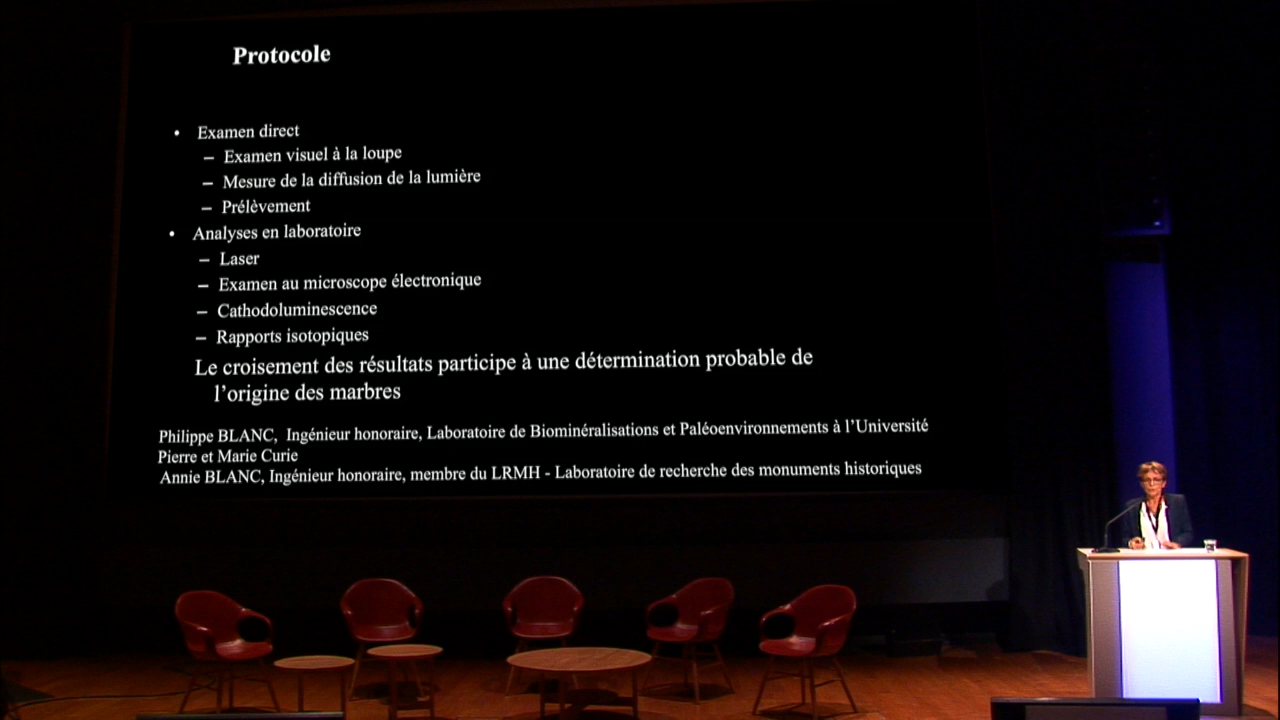 Protocole
• Examen direct
– Examen visuel à la loupe
– Mesure de la diffusion de la lumière
– Prélèvement
• Analyses en laboratoire
– Laser
– Examen au microscope électronique
– Cathodoluminescence
– Rapports isotopiques
Le croisement des résultats participe à une détermination probable de
l'origine des marbres
Philippe BLANC, Ingénieur honoraire, Laboratoire de Biominéralisations et Paléoenvironnements à l'Université
Pierre et Marie Curie
Annie BLANC, Ingénieur honoraire, membre du LRMH - Laboratoire de recherche des monuments historiques